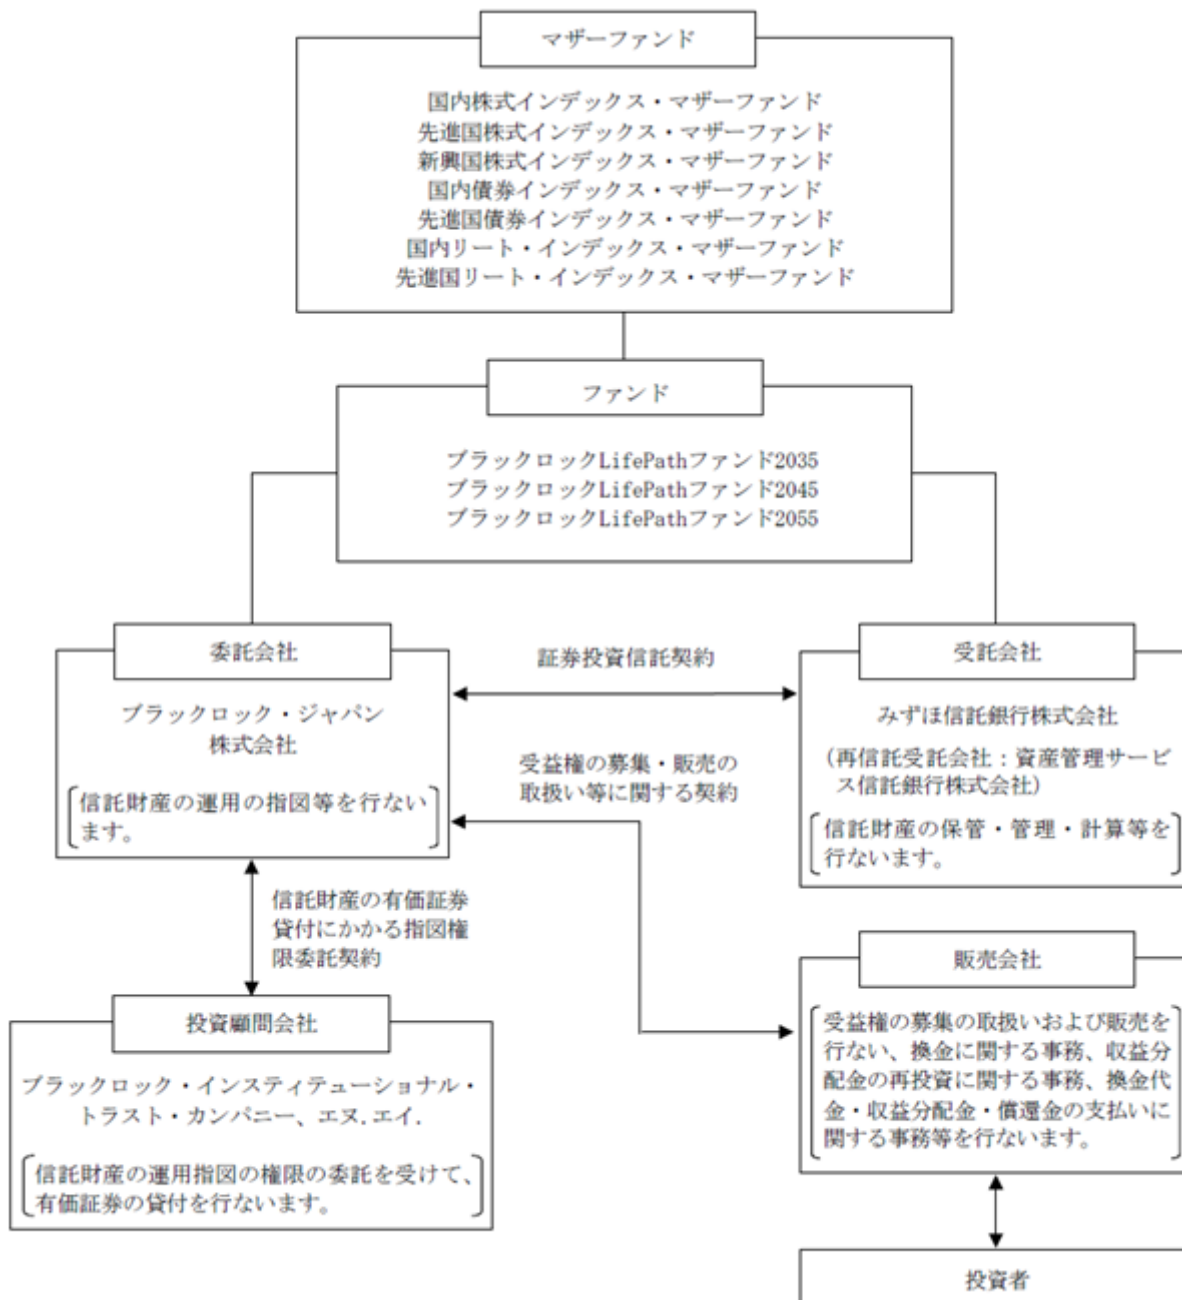 マザーファンド
国内株式インデックス・マザーファンド
先進国株式インデックス・マザーファンド
新興国株式インデックス・マザーファンド
国内債券インデックス・マザーファンド
先進国債券インデックス・マザーファンド
国内リート・インデックス・マザーファンド
先進国リート・インデックス・マザーファンド
ファンド
ブラックロックLifePathファンド2035
ブラックロックLifePathファンド2045
ブラックロックLifePathファンド2055
委託会社
ブラックロック・ジャパン
株式会社
信託財産の運用の指図等を行ない
ます。
証券投資信託契約
受益権の募集・販売の
取扱い等に関する契約
受託会社
みずほ信託銀行株式会社
(再信託受託会社：資産管理サービ
ス信託銀行株式会社)
信託財産の保管・管理・計算等を
行ないます。
信託財産の有価証券
貸付にかかる指図権
限委託契約
投資顧問会社
ブラックロック・インスティテューショナル・
トラスト・カンパニー、エヌ.エイ.
信託財産の運用指図の権限の委託を受けて、
有価証券の貸付を行ないます。
販売会社
受益権の募集の取扱いおよび販売を
行ない、換金に関する事務、収益分
配金の再投資に関する事務、換金代
金・収益分配金・償還金の支払いに
関する事務等を行ないます。
投資者